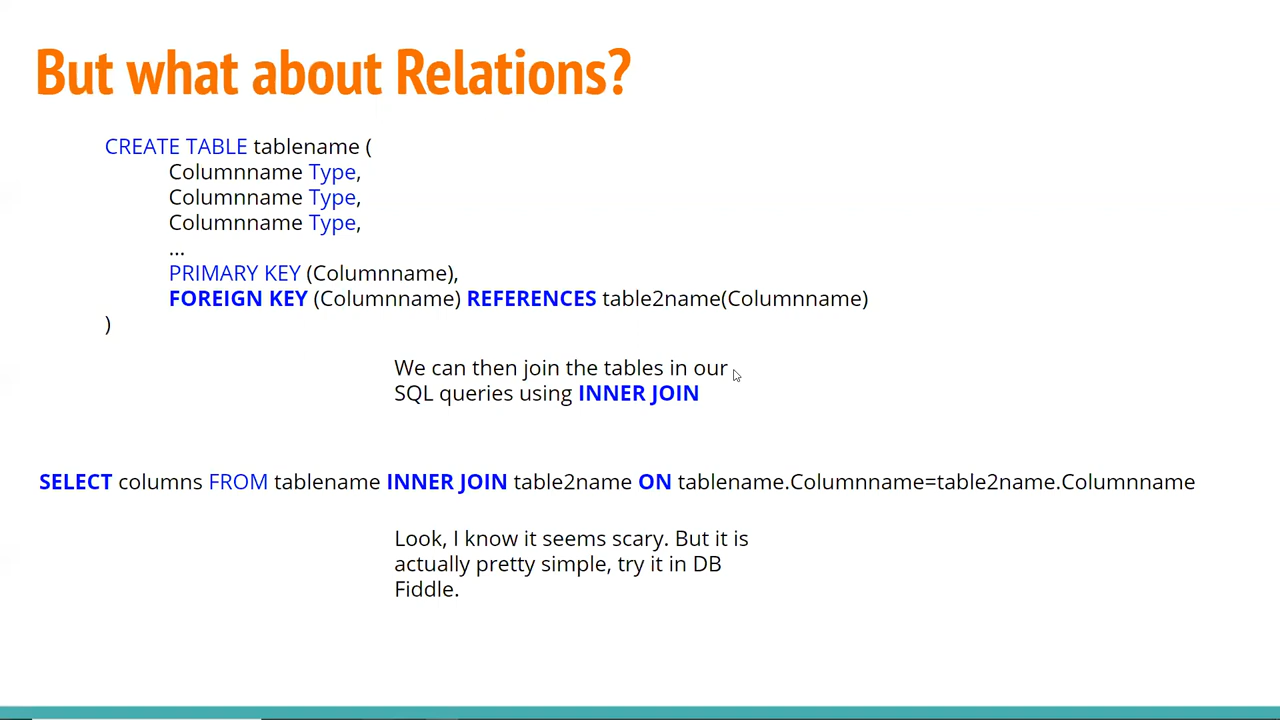 But what about Relations?
CREATE TABLE tablename (
Columnname Type,
Columnname Type,
Columnname Type,
...
PRIMARY KEY (Columnname),
FOREIGN KEY (Columnname) REFERENCES table2name(Columnname)
)
We can then join the tables in our
SQL queries using INNER JOIN
SELECT columns FROM tablename INNER JOIN table2name ON tablename.Columnname=table2name.Columnname
Look, I know it seems scary. But it is
actually pretty simple, try it in DB
Fiddle.